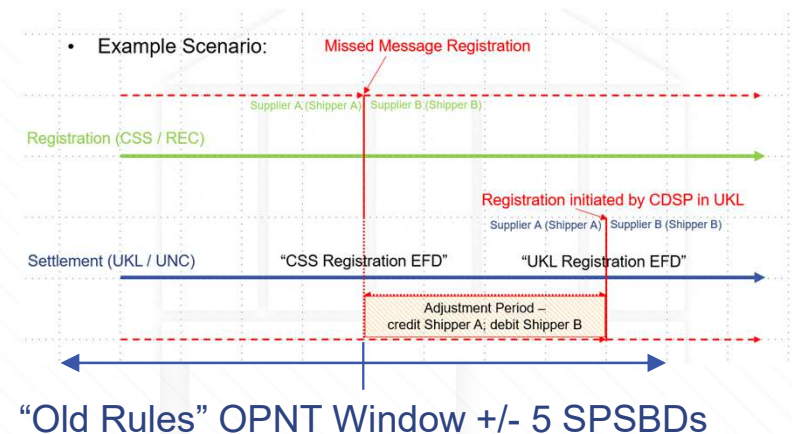 • Example Scenario:
Missed Message Registration
Supplier A (Shipper A) Supplier B (Shipper B)
Registration (CSS / REC)
Registration initiated by CDSP in UKL
Supplier A (Shipper A) Supplier B (Shipper B)
Settlement (UKL / UNC)
“CSS Registration EFD”
“UKL Registration EFD”
Adjustment Period –
credit Shipper A; debit Shipper B
“Old Rules” OPNT Window +/- 5 SPSBDs